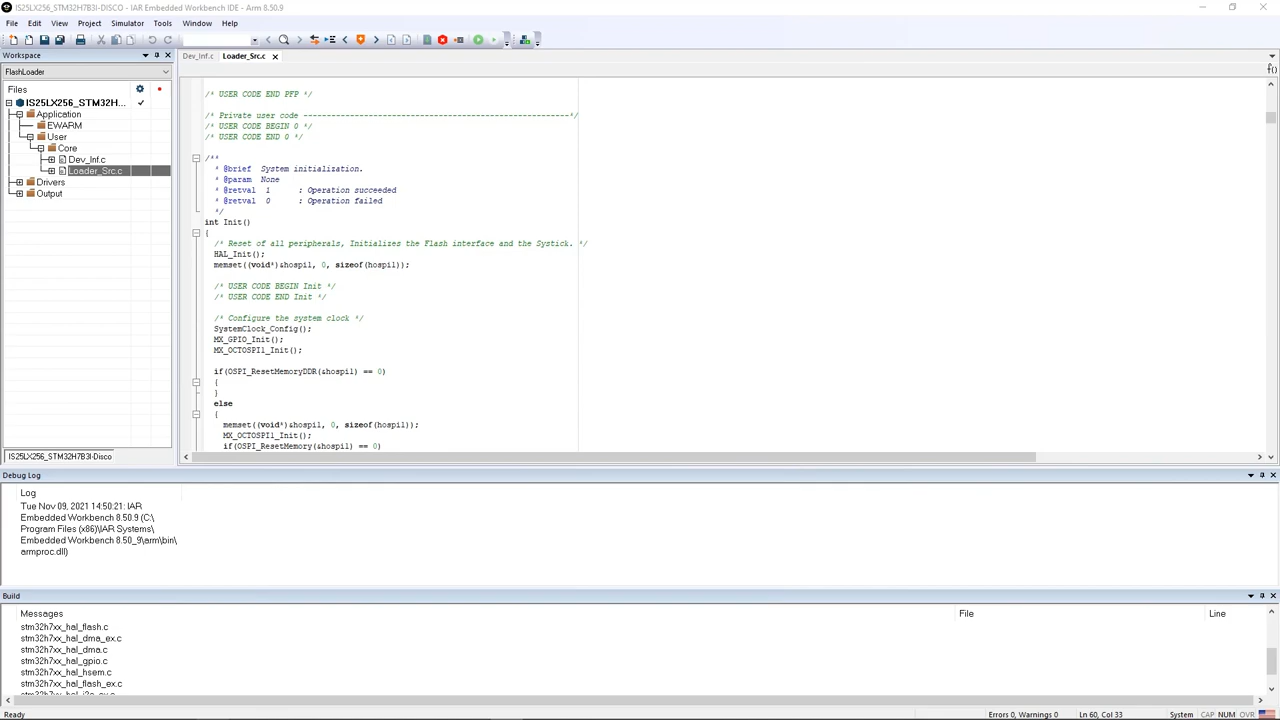 IS25LX256_STM32H7B3I-DISCO - IAR Embedded Workbench IDE - Arm 8.50.9
File Edit View Project Simulator Tools Window Help
Workspace
FlashLoader
Files
IS25LX256_STM32H...
Application
EWARM
User
Core
Dev_Inf.c
Loader_Src.c
Drivers
Output
IS25LX256_STM32H7B3I-Disco
Dev_Inf.c Loader_Src.c
f()
/* USER CODE END PFP */
/* Private user code ---------------------------------------------------------*/
/* USER CODE BEGIN 0 */
/* USER CODE END 0 */
/**
* @brief System initialization.
* @param None
* @retval 1 : Operation succeeded
* @retval 0 : Operation failed
*/
int Init()
{
/* Reset of all peripherals, Initializes the Flash interface and the Systick. */
HAL_Init();
memset((void*)&hospi1, 0, sizeof(hospi1));
/* USER CODE BEGIN Init */
/* USER CODE END Init */
/* Configure the system clock */
SystemClock_Config();
MX_GPIO_Init();
MX_OCTOSPI1_Init();
if(OSPI_ResetMemoryDDR(&hospi1) == 0)
{
}
else
{
memset((void*)&hospi1, 0, sizeof(hospi1));
MX_OCTOSPI1_Init();
if(OSPI_ResetMemory(&hospi1) == 0)
Debug Log
Log
Tue Nov 09, 2021 14:50:21: IAR
Embedded Workbench 8.50.9 (C:\
Program Files (x86)\IAR Systems\
Embedded Workbench 8.50_9\arm\bin\
armproc.dll)
Build
Messages File Line
stm32h7xx_hal_flash.c
stm32h7xx_hal_dma_ex.c
stm32h7xx_hal_dma.c
stm32h7xx_hal_gpio.c
stm32h7xx_hal_hsem.c
stm32h7xx_hal_flash_ex.c
stm32h7xx_hal_i2c_ex.c
Ready Errors 0, Warnings 0 Ln 60, Col 33 System CAP NUM OVR